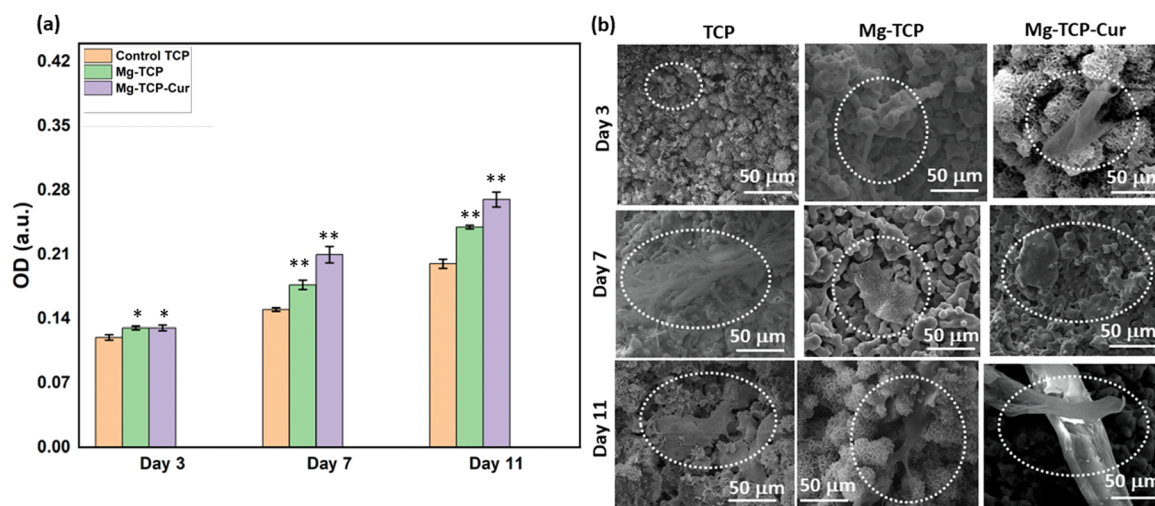 (a)
0.42
0.35
0.28
0.21
0.14
0.07
0.00
OD (a.u.)
Control TCP
Mg-TCP
Mg-TCP-Cur
* *
** **
** **
Day 3 Day 7 Day 11
(b)
TCP Mg-TCP Mg-TCP-Cur
Day 3
50 μm 50 μm 50 μm
Day 7
50 μm 50 μm 50 μm
Day 11
50 μm 50 μm 50 μm